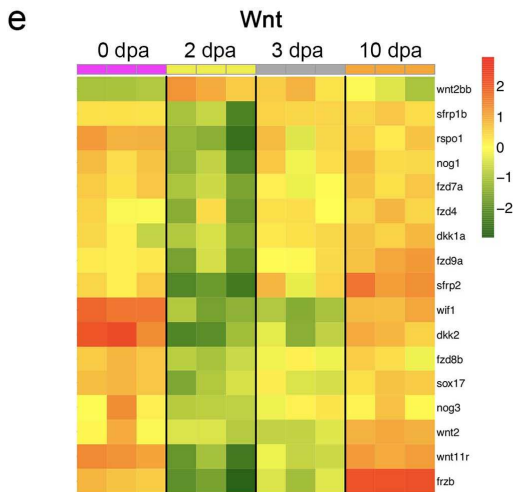 e
Wnt
0 dpa 2 dpa 3 dpa 10 dpa
wnt2bb
sfrp1b
rspo1
nog1
fzd7a
fzd4
dkk1a
fzd9a
sfrp2
wif1
dkk2
fzd8b
sox17
nog3
wnt2
wnt11r
frzb
2
1
0
−1
−2